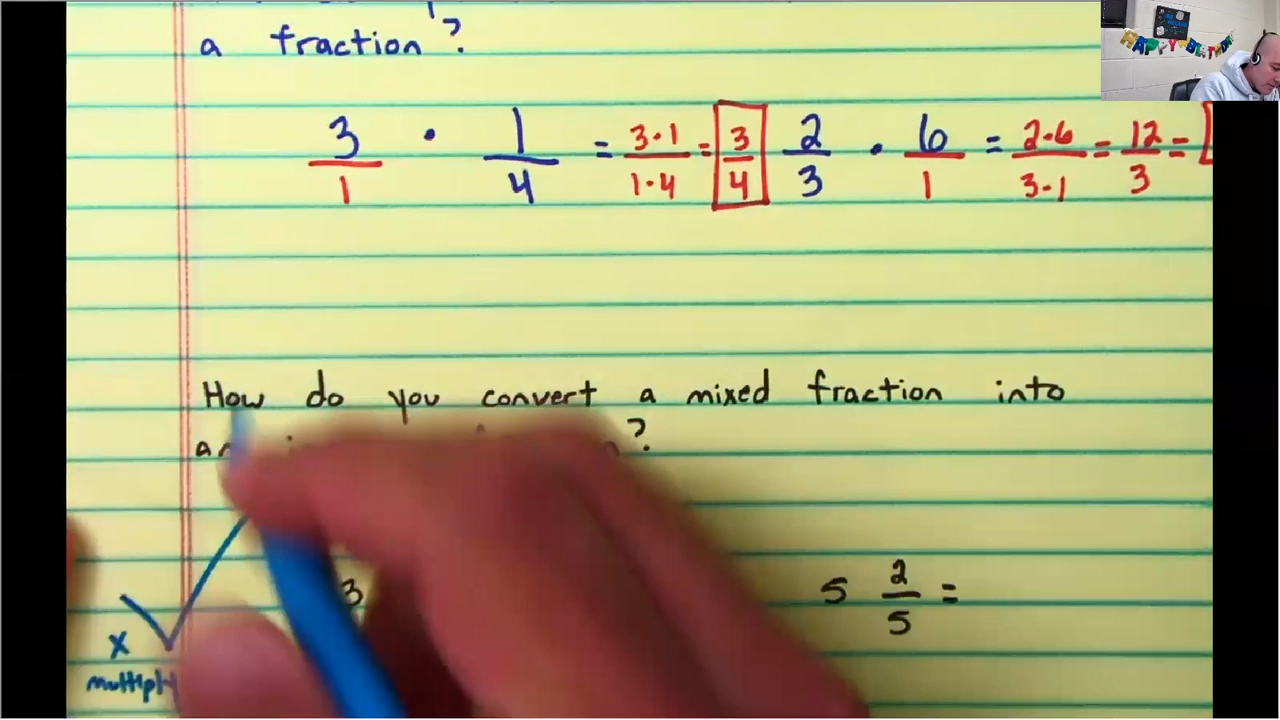 a fraction?
3/1 · 1/4 = 3·1/1·4 = 3/4   2/3 · 6/1 = 2·6/3·1 = 12/3 =
How do you convert a mixed fraction into
?
3
5 2/5 =
x
multiply
HAPPY BIRTHDAY